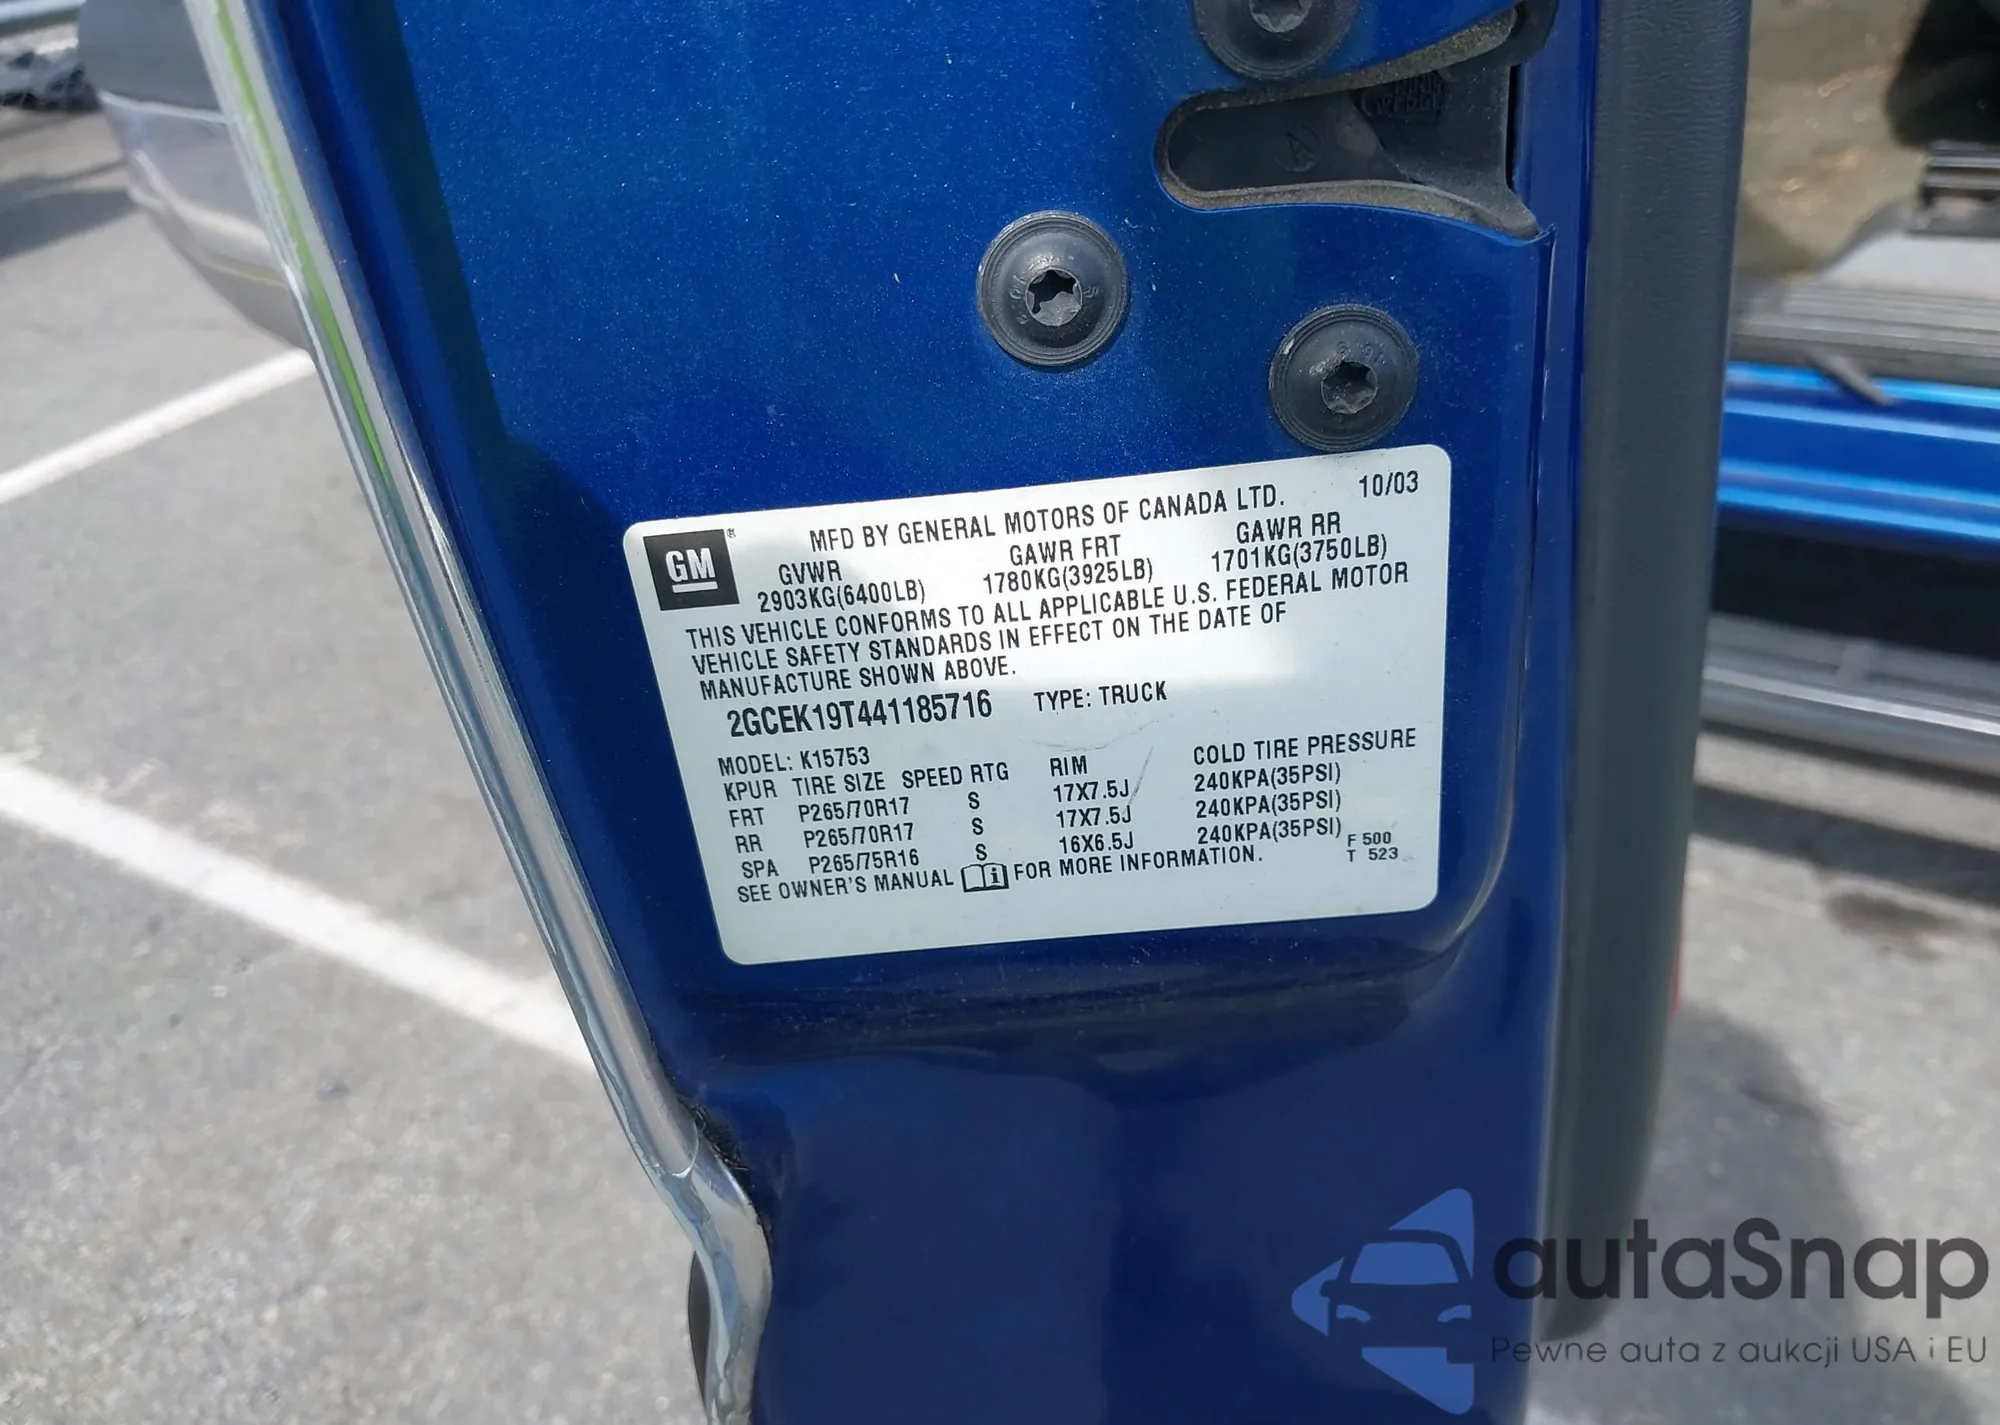 MFD BY GENERAL MOTORS OF CANADA LTD. 10/03
GM ®
GVWR GAWR FRT GAWR RR
2903KG(6400LB) 1780KG(3925LB) 1701KG(3750LB)
THIS VEHICLE CONFORMS TO ALL APPLICABLE U.S. FEDERAL MOTOR
VEHICLE SAFETY STANDARDS IN EFFECT ON THE DATE OF
MANUFACTURE SHOWN ABOVE.
2GCEK19T441185716 TYPE: TRUCK
MODEL: K15753
KPUR TIRE SIZE SPEED RTG RIM COLD TIRE PRESSURE
FRT P265/70R17 S 17X7.5J 240KPA(35PSI)
RR P265/70R17 S 17X7.5J 240KPA(35PSI)
SPA P265/75R16 S 16X6.5J 240KPA(35PSI)
SEE OWNER'S MANUAL i FOR MORE INFORMATION.
F 500
T 523
autaSnap
Pewne auta z aukcji USA i EU